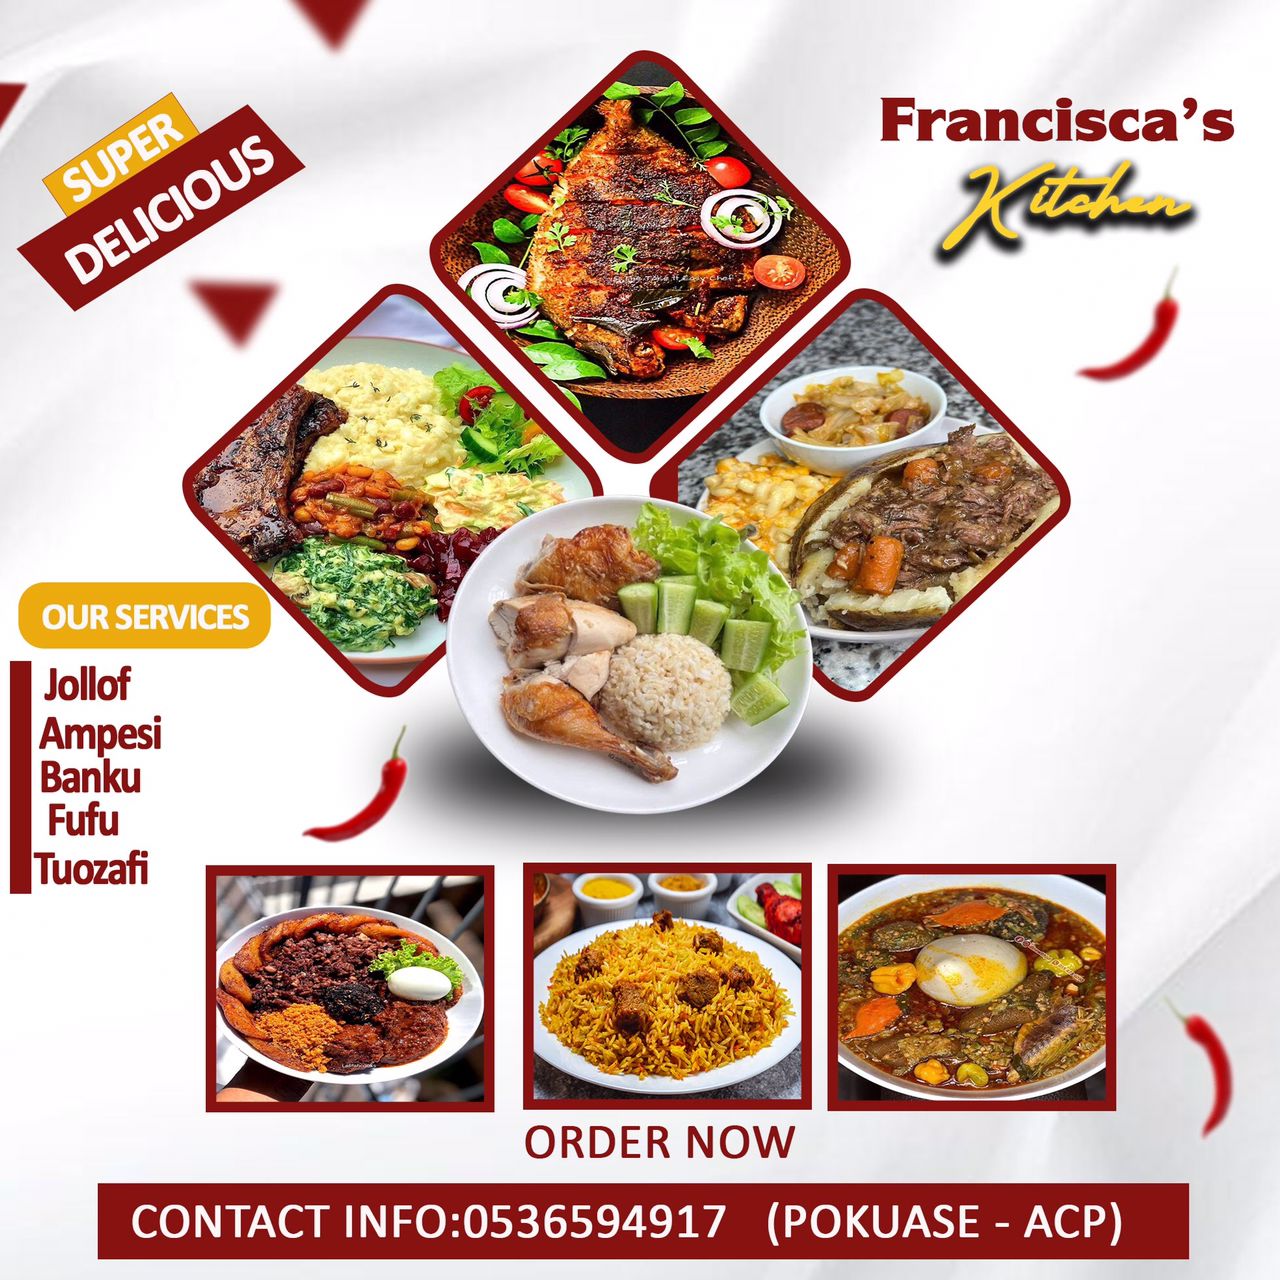 SUPER
DELICIOUS
Francisca’s
Kitchen
OUR SERVICES
Jollof
Ampesi
Banku
Fufu
Tuozafi
ORDER NOW
CONTACT INFO:0536594917 (POKUASE - ACP)